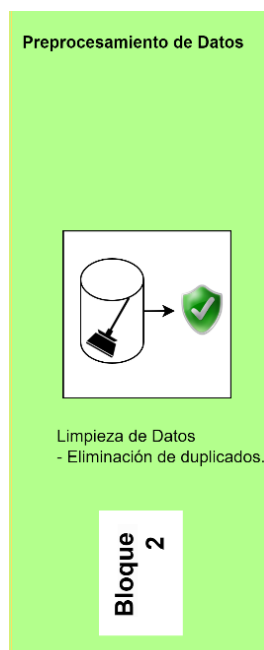 Preprocesamiento de Datos
Limpieza de Datos
- Eliminación de duplicados.
Bloque
2